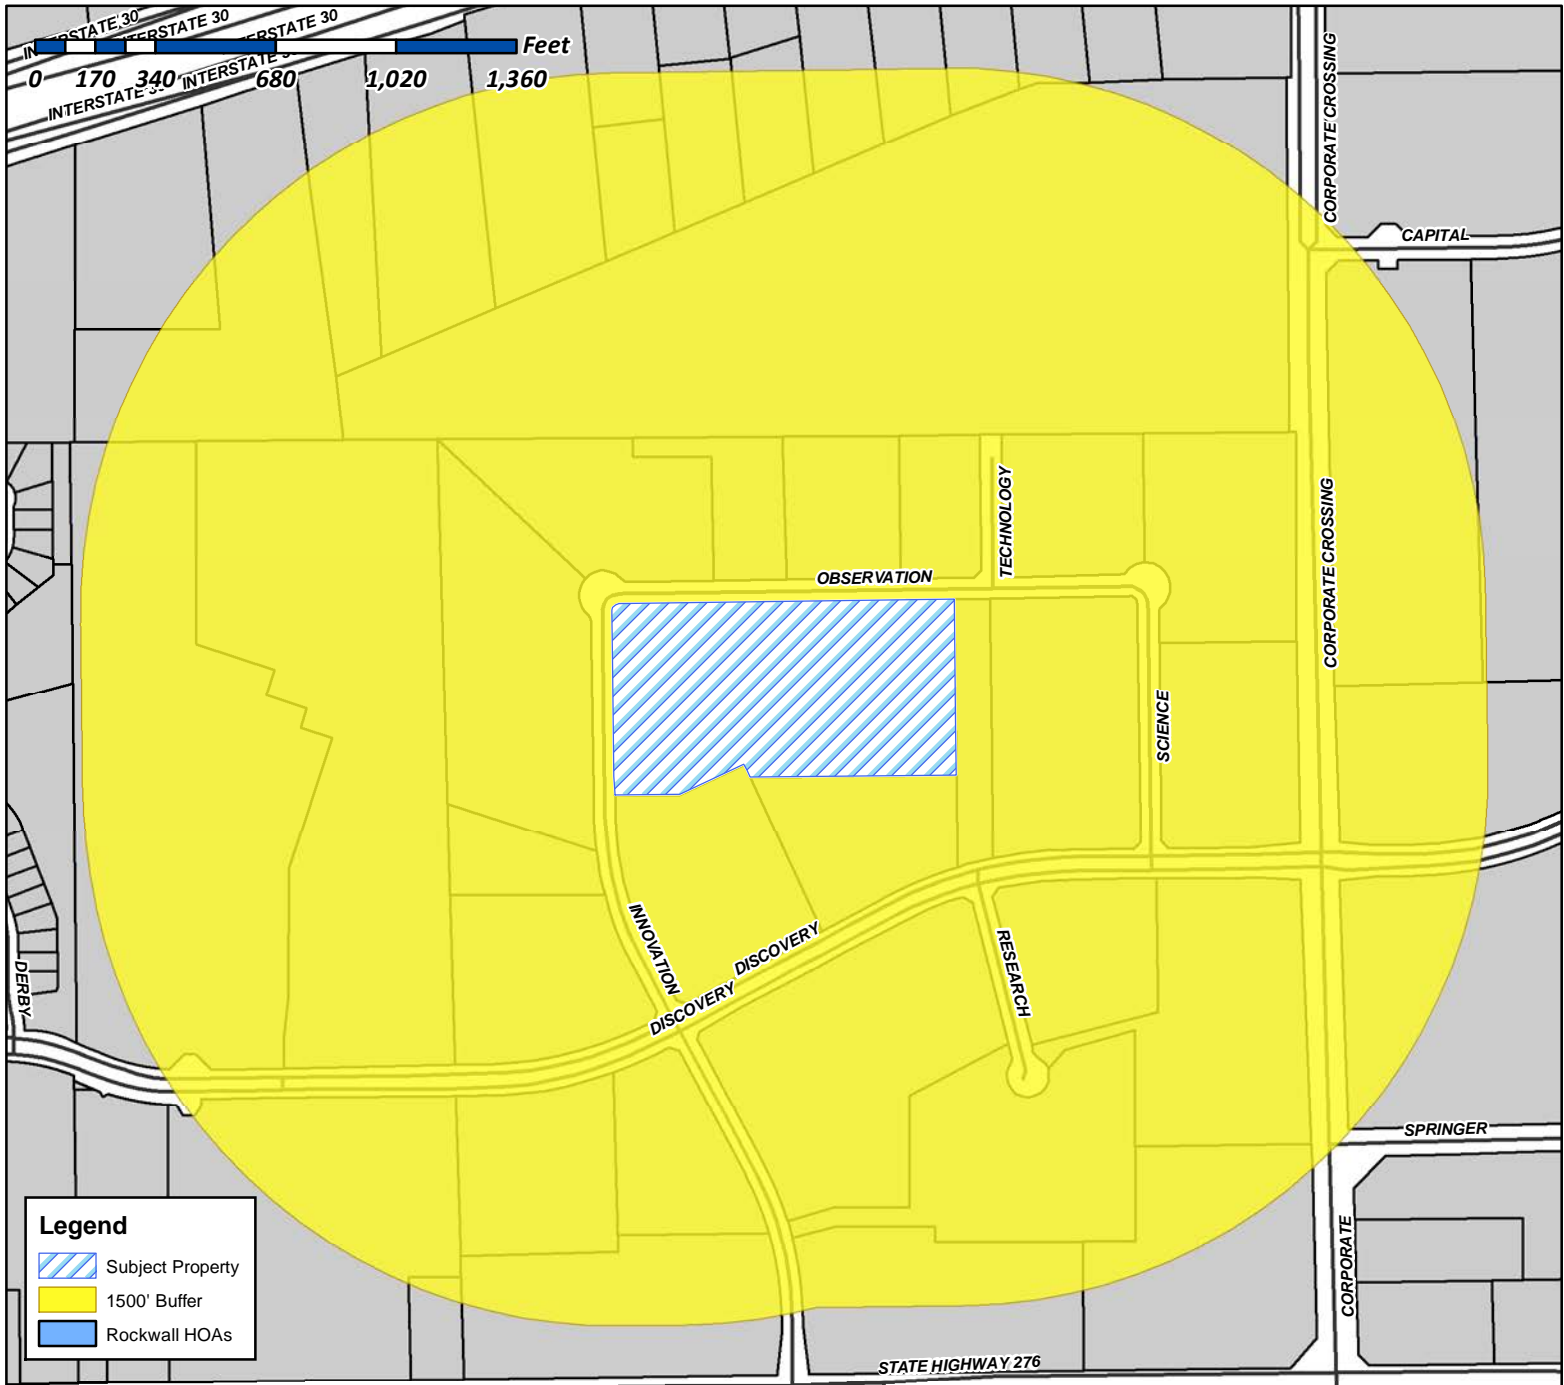 INTERSTATE 30
INTERSTATE 30
INTERSTATE 30
INTERSTATE 30
INTERSTATE 30
Feet
0 170 340 680 1,020 1,360
CORPORATE CROSSING
CAPITAL
TECHNOLOGY
CORPORATE CROSSING
OBSERVATION
SCIENCE
INNOVATION
DISCOVERY
DISCOVERY
RESEARCH
DERBY
SPRINGER
CORPORATE
STATE HIGHWAY 276
Legend
Subject Property
1500' Buffer
Rockwall HOAs